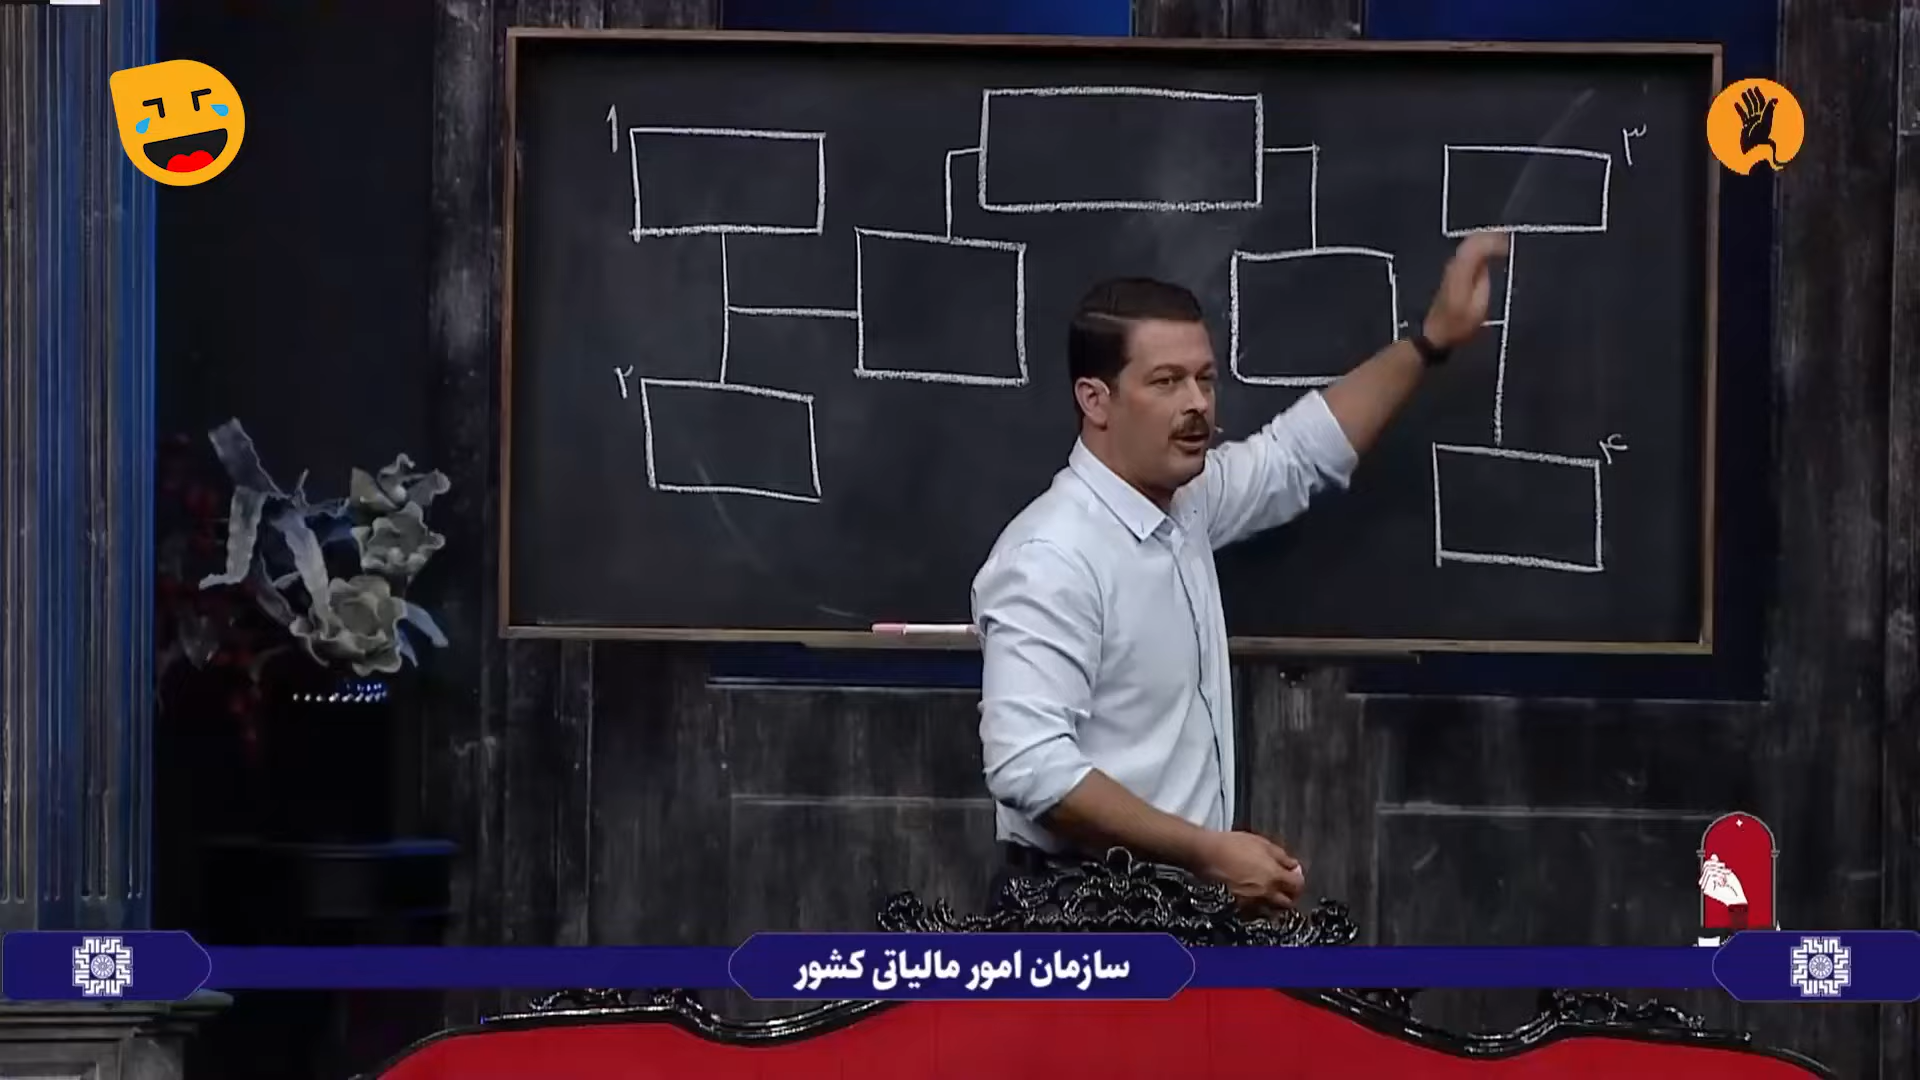 ۱
۳
۲
۴
سازمان امور مالیاتی کشور